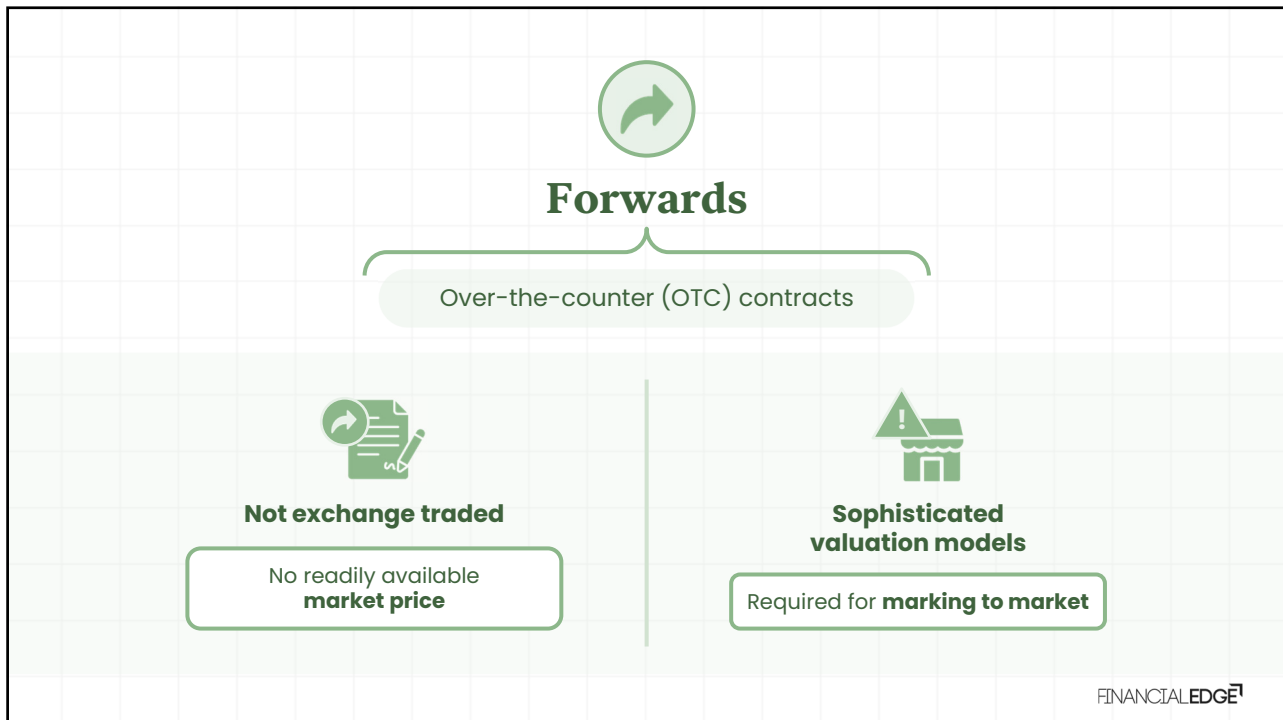 Forwards
Over-the-counter (OTC) contracts
Not exchange traded
No readily available
market price
Sophisticated
valuation models
Required for marking to market
FINANCIALEDGE